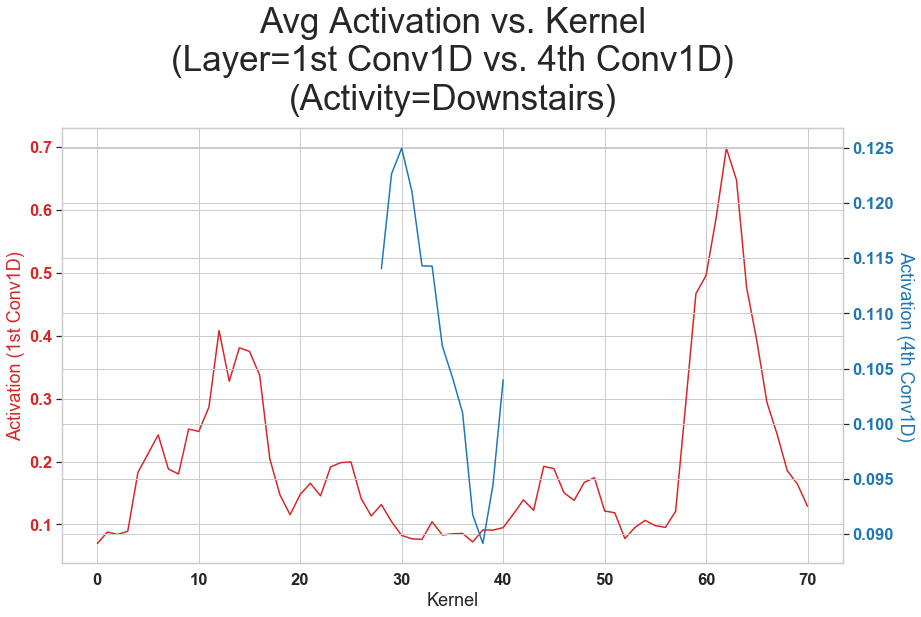 Avg Activation vs. Kernel
(Layer=1st Conv1D vs. 4th Conv1D)
(Activity=Downstairs)
Activation (1st Conv1D)
0.7
0.6
0.5
0.4
0.3
0.2
0.1
0.125
0.120
0.115
0.110
0.105
0.100
0.095
0.090
Activation (4th Conv1D)
0 10 20 30 40 50 60 70
Kernel